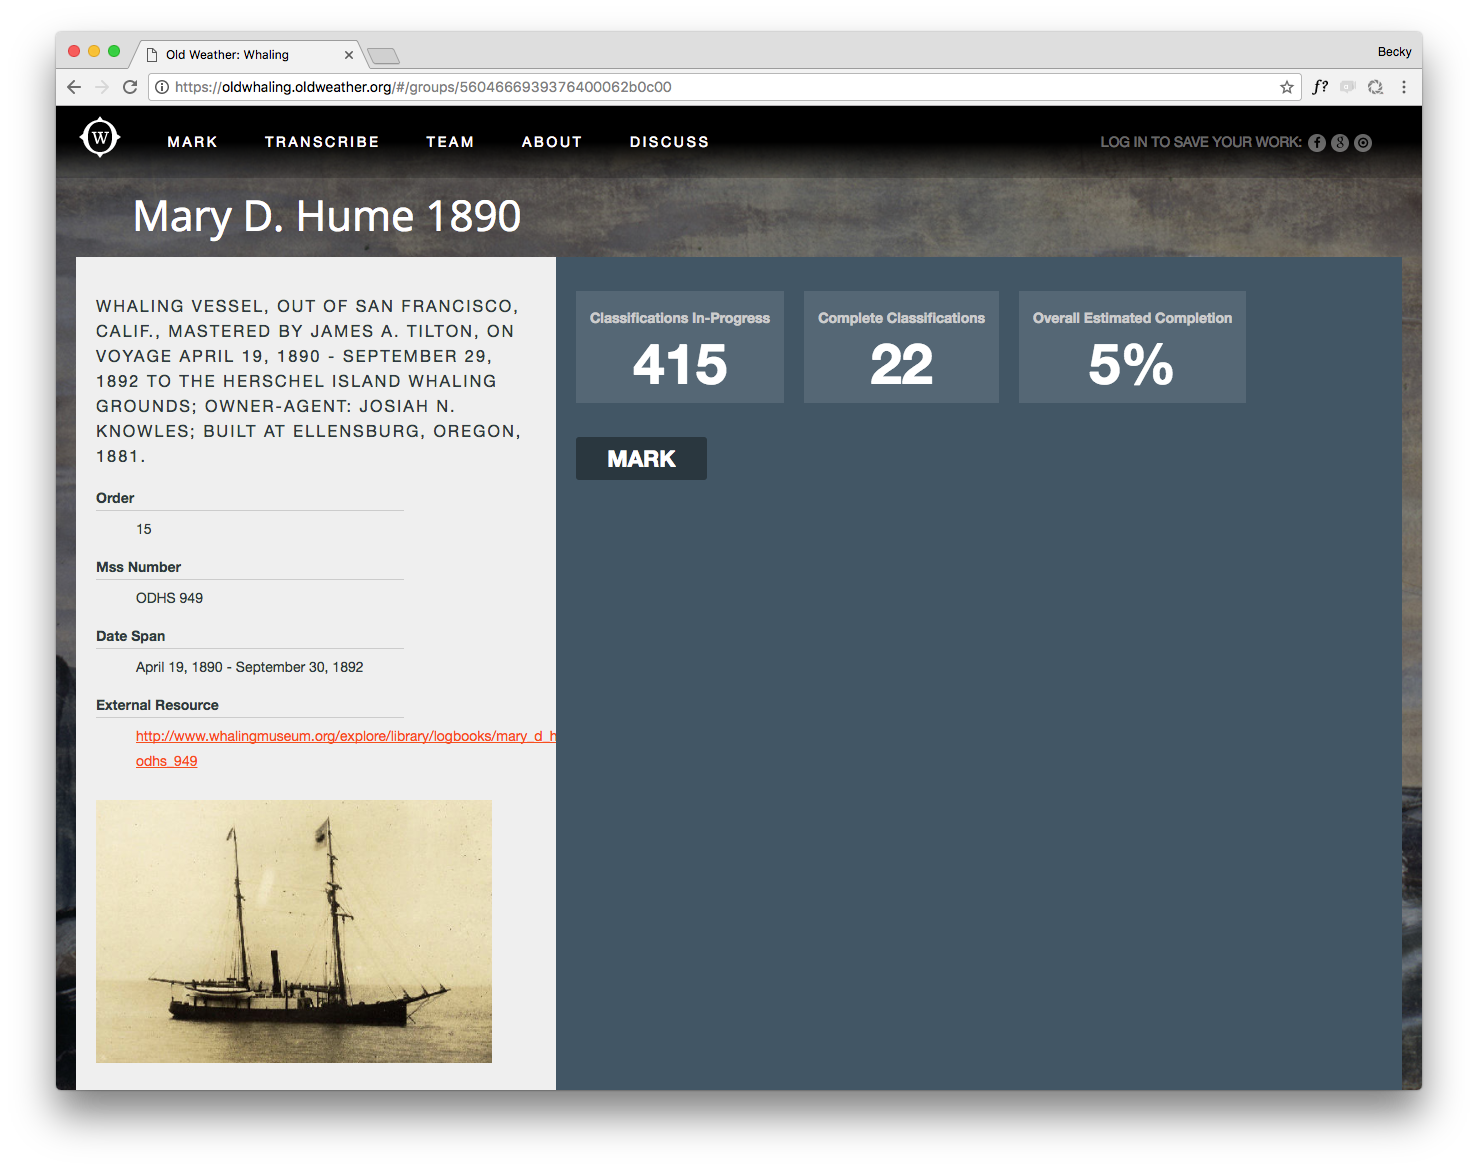 Old Weather: Whaling
Becky
https://oldwhaling.oldweather.org/#/groups/5604666939376400062b0c00
f?
W
MARK TRANSCRIBE TEAM ABOUT DISCUSS
LOG IN TO SAVE YOUR WORK:
Mary D. Hume 1890
WHALING VESSEL, OUT OF SAN FRANCISCO,
CALIF., MASTERED BY JAMES A. TILTON, ON
VOYAGE APRIL 19, 1890 - SEPTEMBER 29,
1892 TO THE HERSCHEL ISLAND WHALING
GROUNDS; OWNER-AGENT: JOSIAH N.
KNOWLES; BUILT AT ELLENSBURG, OREGON,
1881.
Order
15
Mss Number
ODHS 949
Date Span
April 19, 1890 - September 30, 1892
External Resource
http://www.whalingmuseum.org/explore/library/logbooks/mary_d_h
odhs_949
Classifications In-Progress
415
Complete Classifications
22
Overall Estimated Completion
5%
MARK